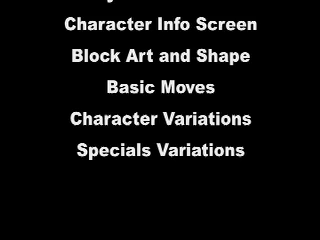 Character Info Screen
Block Art and Shape
Basic Moves
Character Variations
Specials Variations